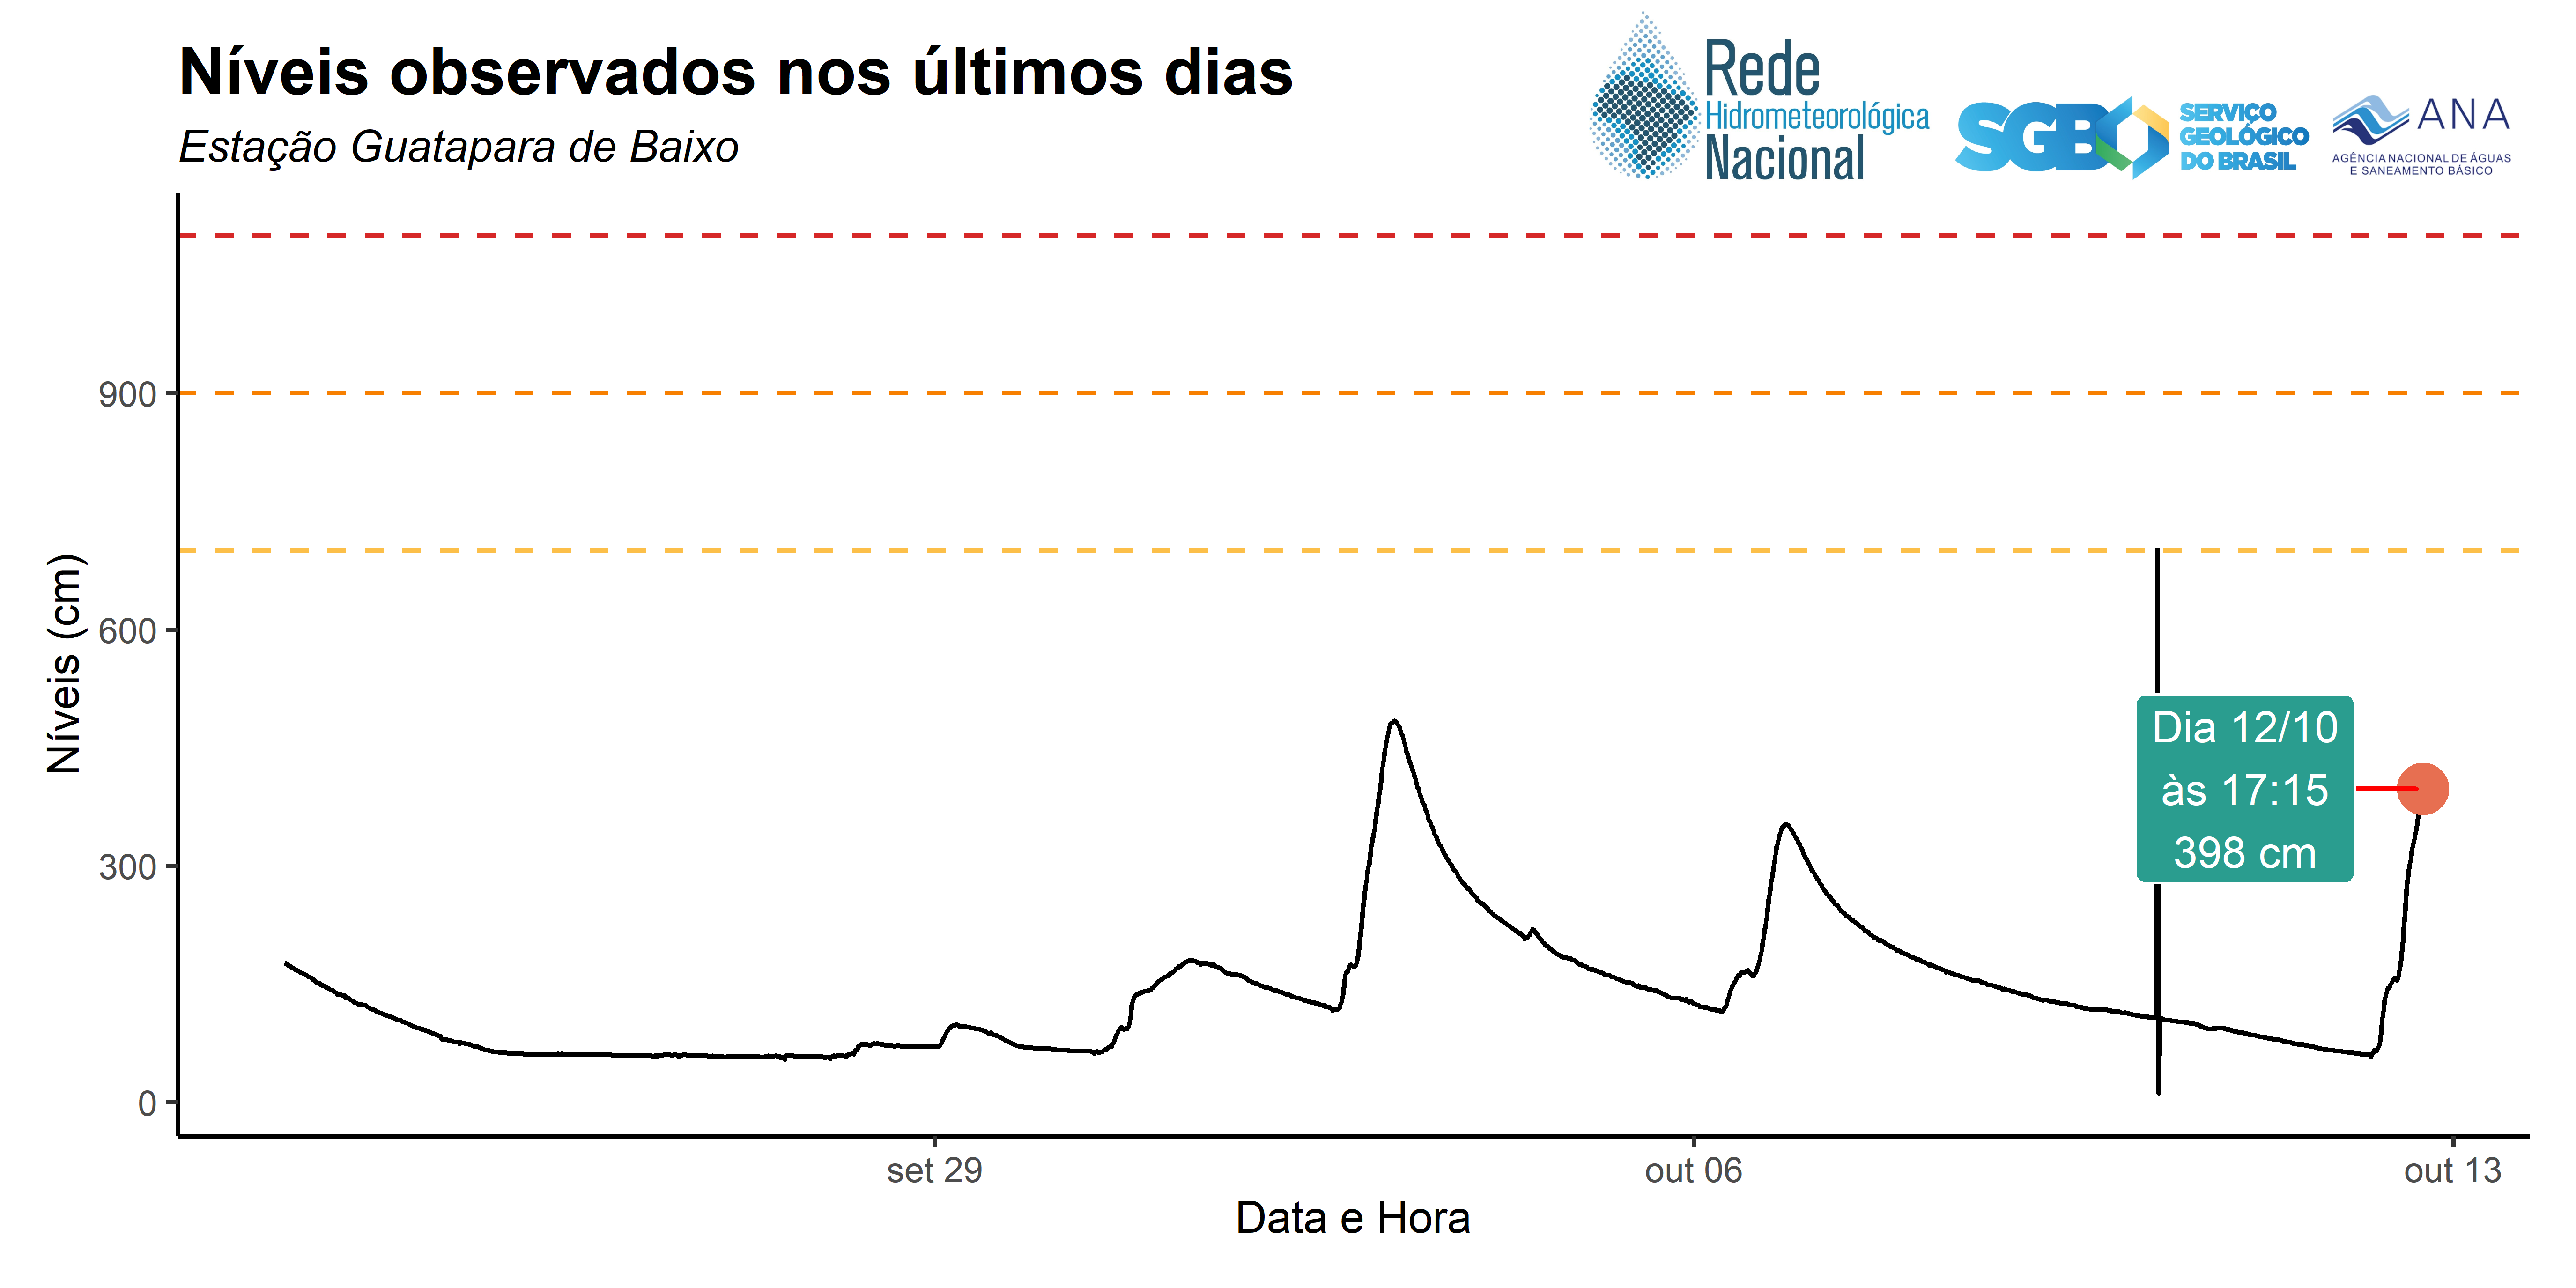 Níveis observados nos últimos dias
Estação Guatapara de Baixo
Rede
Hidrometeorológica
Nacional
SGB
SERVIÇO
GEOLÓGICO
DO BRASIL
ANA
AGÊNCIA NACIONAL DE ÁGUAS
E SANEAMENTO BÁSICO
Níveis (cm)
900
600
300
0
Dia 12/10
às 17:15
398 cm
set 29
out 06
out 13
Data e Hora